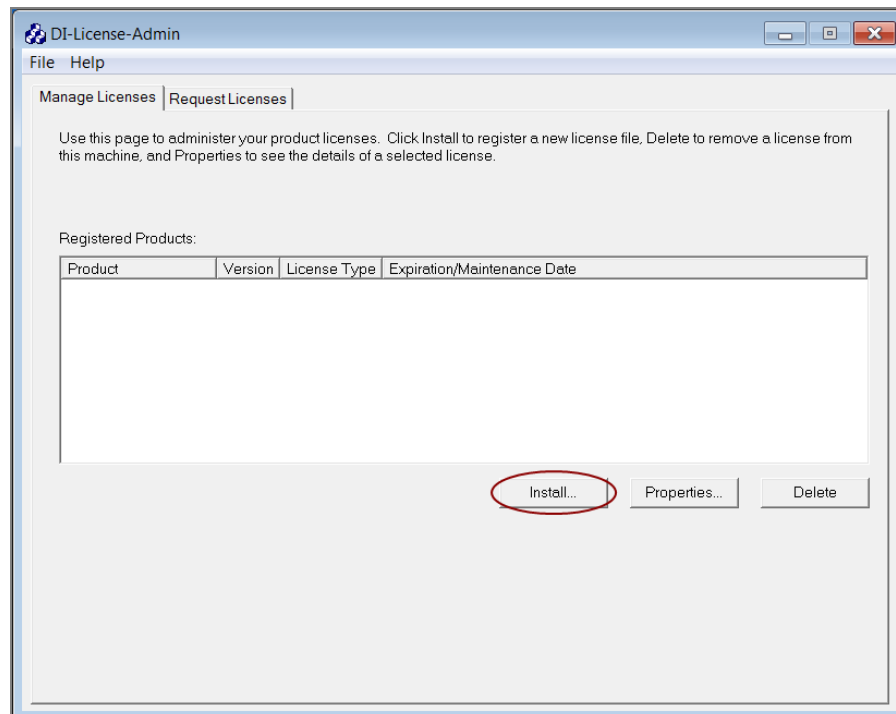 DI-License-Admin
File Help
Manage Licenses Request Licenses
Use this page to administer your product licenses. Click Install to register a new license file, Delete to remove a license from
this machine, and Properties to see the details of a selected license.
Registered Products:
Product Version License Type Expiration/Maintenance Date
Install... Properties... Delete